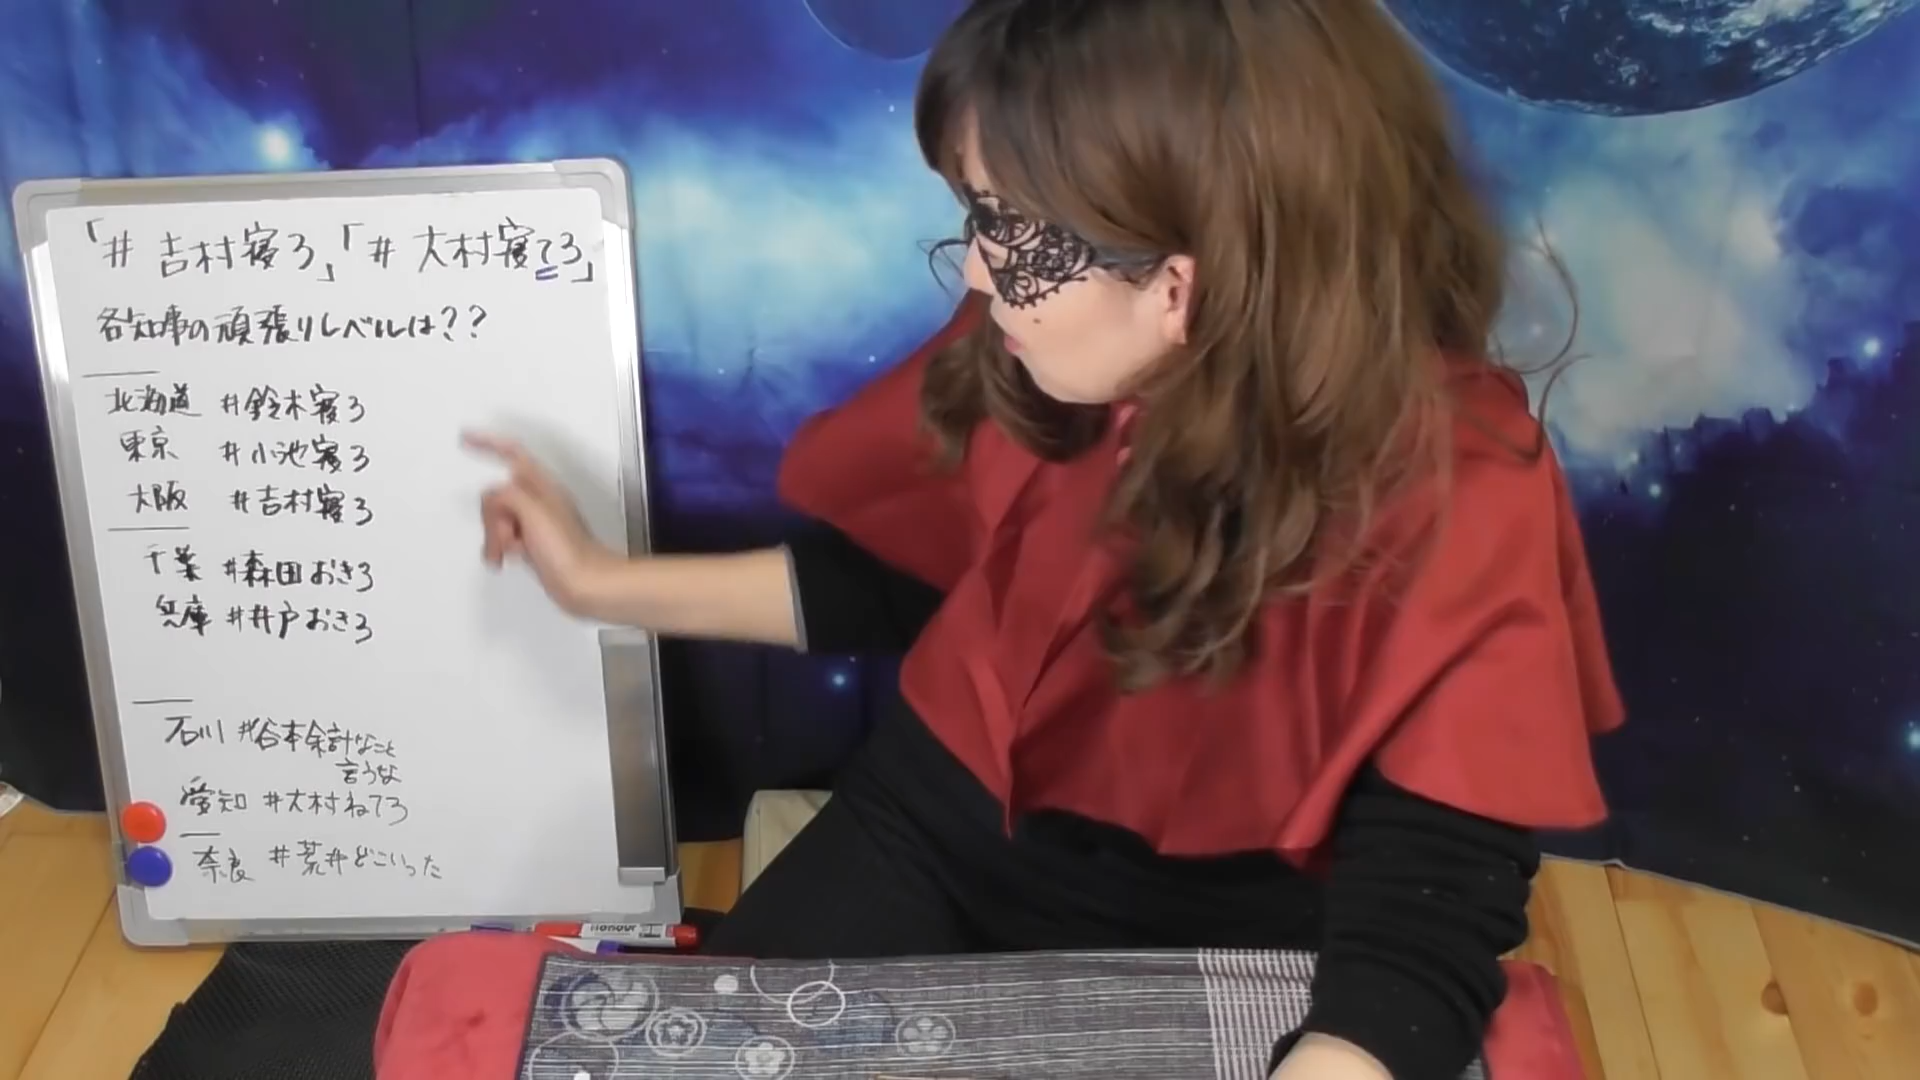 「#吉村寝ろ」「#大村寝てろ」
各知事の頑張りレベルは??
北海道 #鈴木寝ろ
東京 #小池寝ろ
大阪 #吉村寝ろ
千葉 #森田おきろ
兵庫 #井戸おきろ
石川 #谷本余計なこと
言うな
愛知 #大村ねてろ
奈良 #荒井どこいった
Honour